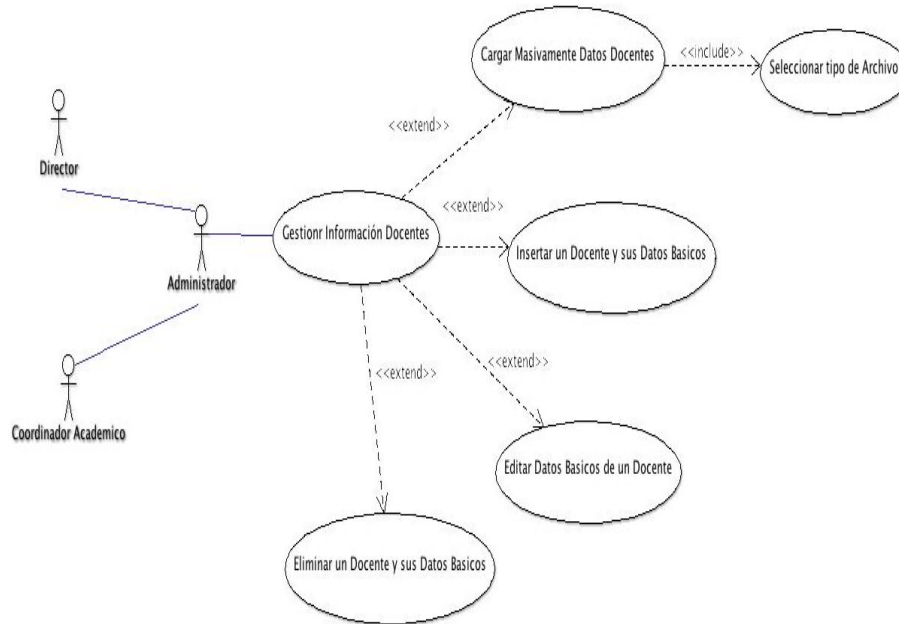 Cargar Masivamente Datos Docentes
<<include>>
Seleccionar tipo de Archivo
<<extend>>
Director
<<extend>>
Gestionr Información Docentes
Insertar un Docente y sus Datos Basicos
Administrador
<<extend>>
<<extend>>
Coordinador Academico
Editar Datos Basicos de un Docente
Eliminar un Docente y sus Datos Basicos